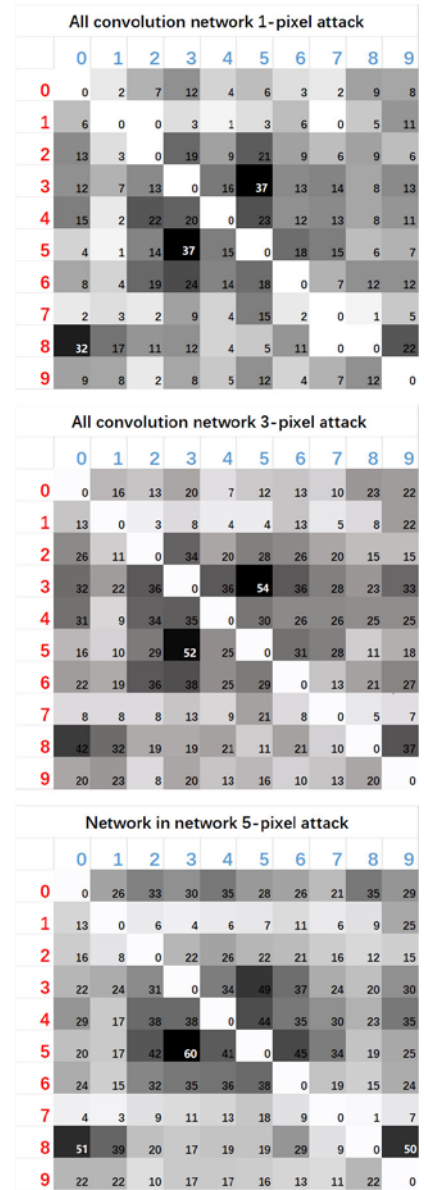 All convolution network 1-pixel attack
0 1 2 3 4 5 6 7 8 9
0 0 2 7 12 4 6 3 2 9 8
1 6 0 0 3 1 3 6 0 5 11
2 13 3 0 19 9 21 9 6 9 6
3 12 7 13 0 16 37 13 14 8 13
4 15 2 22 20 0 23 12 13 8 11
5 4 1 14 37 15 0 18 15 6 7
6 8 4 19 24 14 18 0 7 12 12
7 2 3 2 9 4 15 2 0 1 5
8 32 17 11 12 4 5 11 0 0 22
9 9 8 2 8 5 12 4 7 12 0
All convolution network 3-pixel attack
0 1 2 3 4 5 6 7 8 9
0 0 16 13 20 7 12 13 10 23 22
1 13 0 3 8 4 4 13 5 8 22
2 26 11 0 34 20 28 26 20 15 15
3 32 22 36 0 36 54 36 28 23 33
4 31 9 34 35 0 30 26 26 25 25
5 16 10 29 52 25 0 31 28 11 18
6 22 19 36 38 25 29 0 13 21 27
7 8 8 8 13 9 21 8 0 5 7
8 42 32 19 19 21 11 21 10 0 37
9 20 23 8 20 13 16 10 13 20 0
Network in network 5-pixel attack
0 1 2 3 4 5 6 7 8 9
0 0 26 33 30 35 28 26 21 35 29
1 13 0 6 4 6 7 11 6 9 25
2 16 8 0 22 26 22 21 16 12 15
3 22 24 31 0 34 49 37 24 20 30
4 29 17 38 38 0 44 35 30 23 35
5 20 17 42 60 41 0 45 34 19 25
6 24 15 32 35 36 38 0 19 15 24
7 4 3 9 11 13 18 9 0 1 7
8 51 39 20 17 19 19 29 9 0 50
9 22 22 10 17 17 16 13 11 22 0